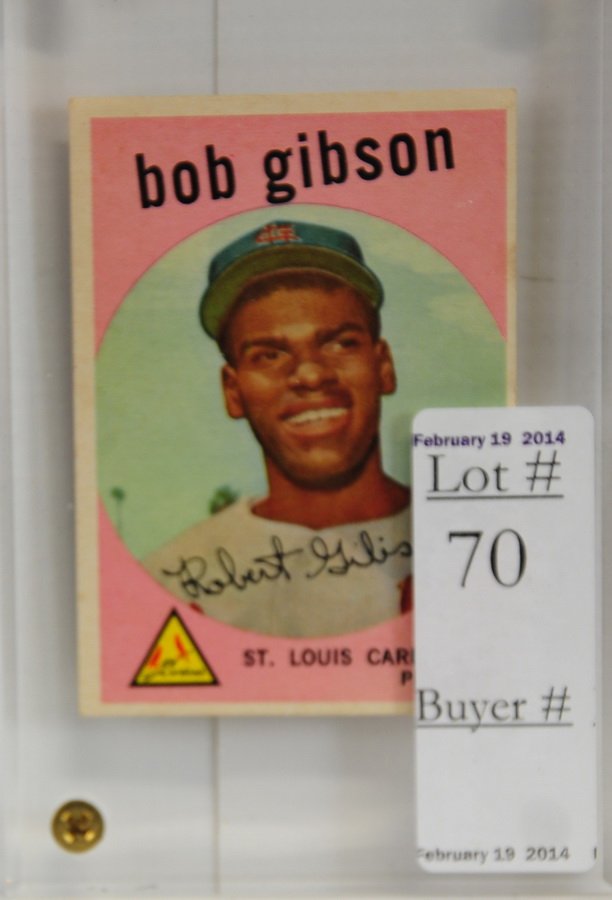 bob gibson
Robert Gibs
ST. LOUIS CAR
P
February 19 2014
Lot #
70
Buyer #
February 19 2014